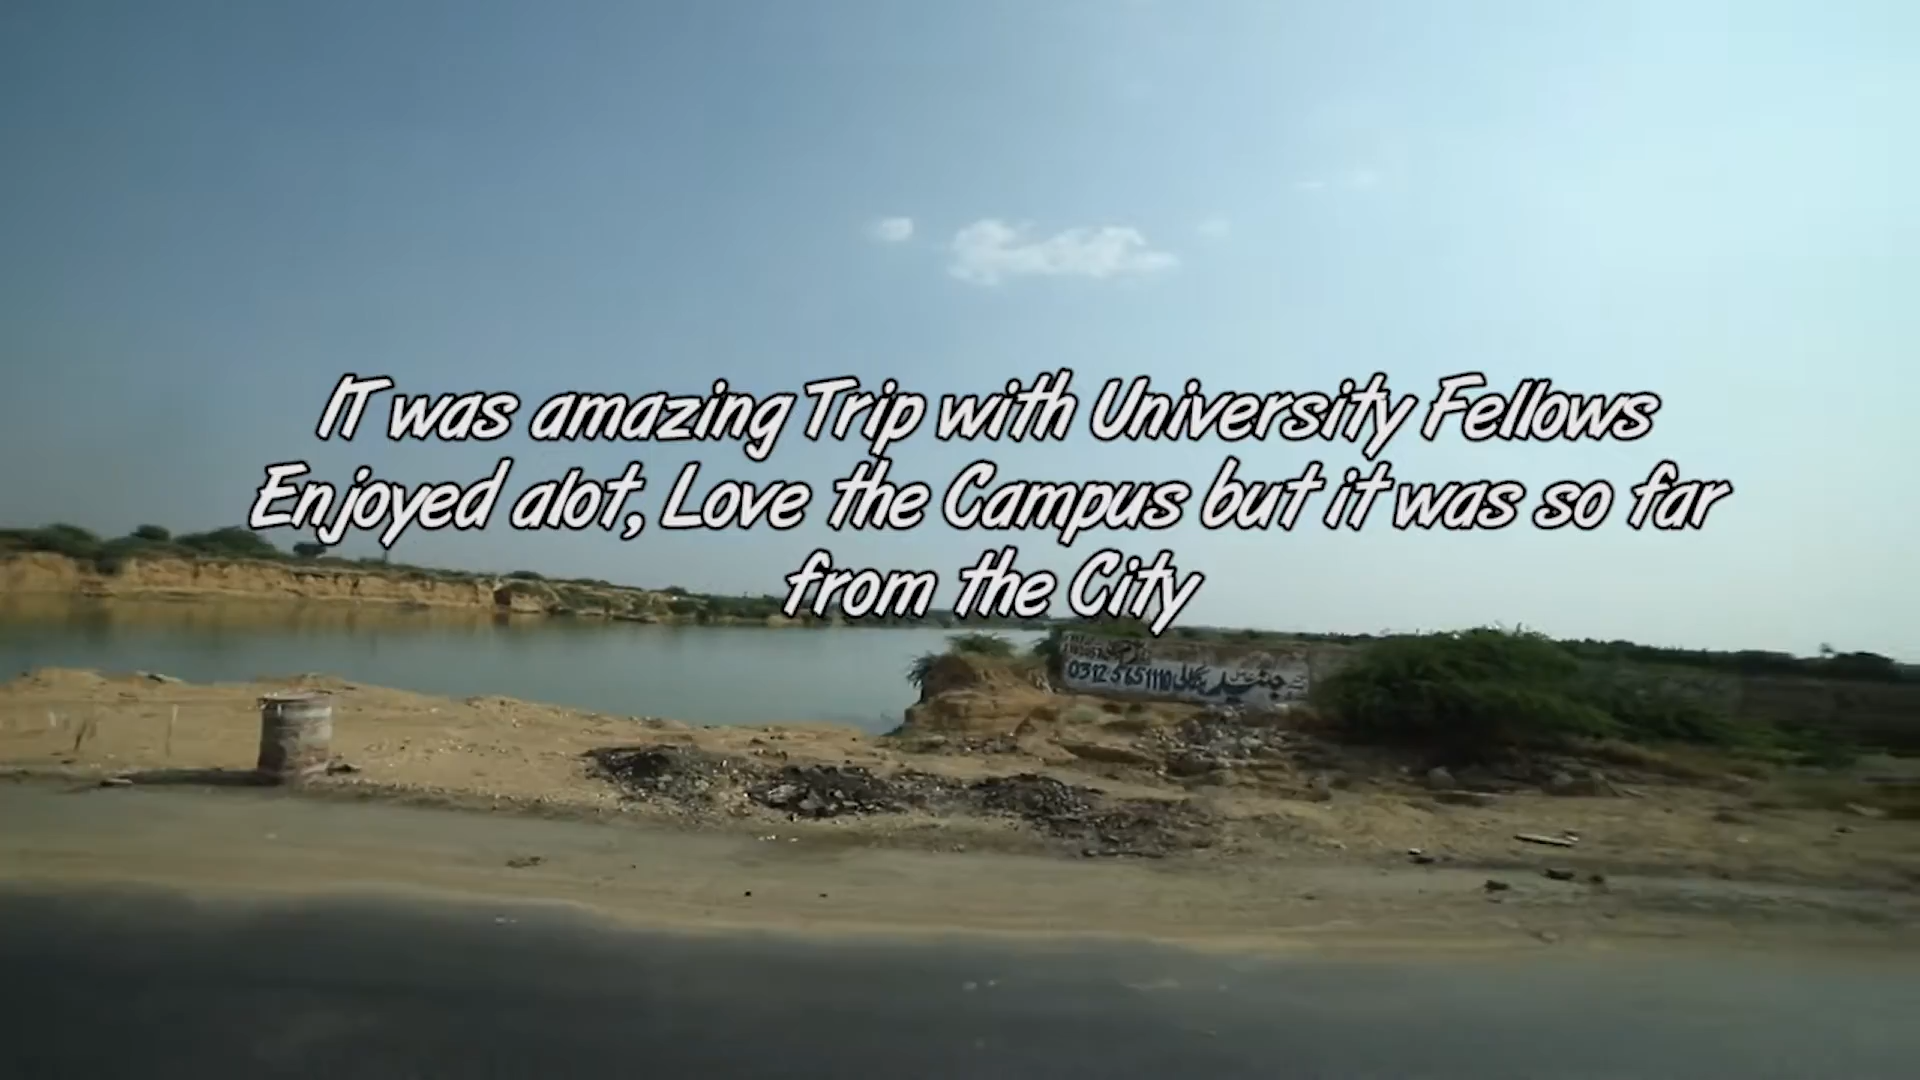 IT was amazing Trip with University Fellows
Enjoyed alot, Love the Campus but it was so far
from the City
0312 5651110